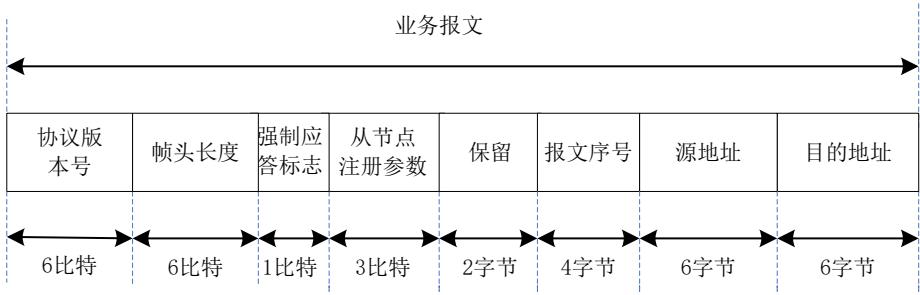 业务报文
协议版
本号
帧头长度
强制应
答标志
从节点
注册参数
保留
报文序号
源地址
目的地址
6比特
6比特
1比特
3比特
2字节
4字节
6字节
6字节